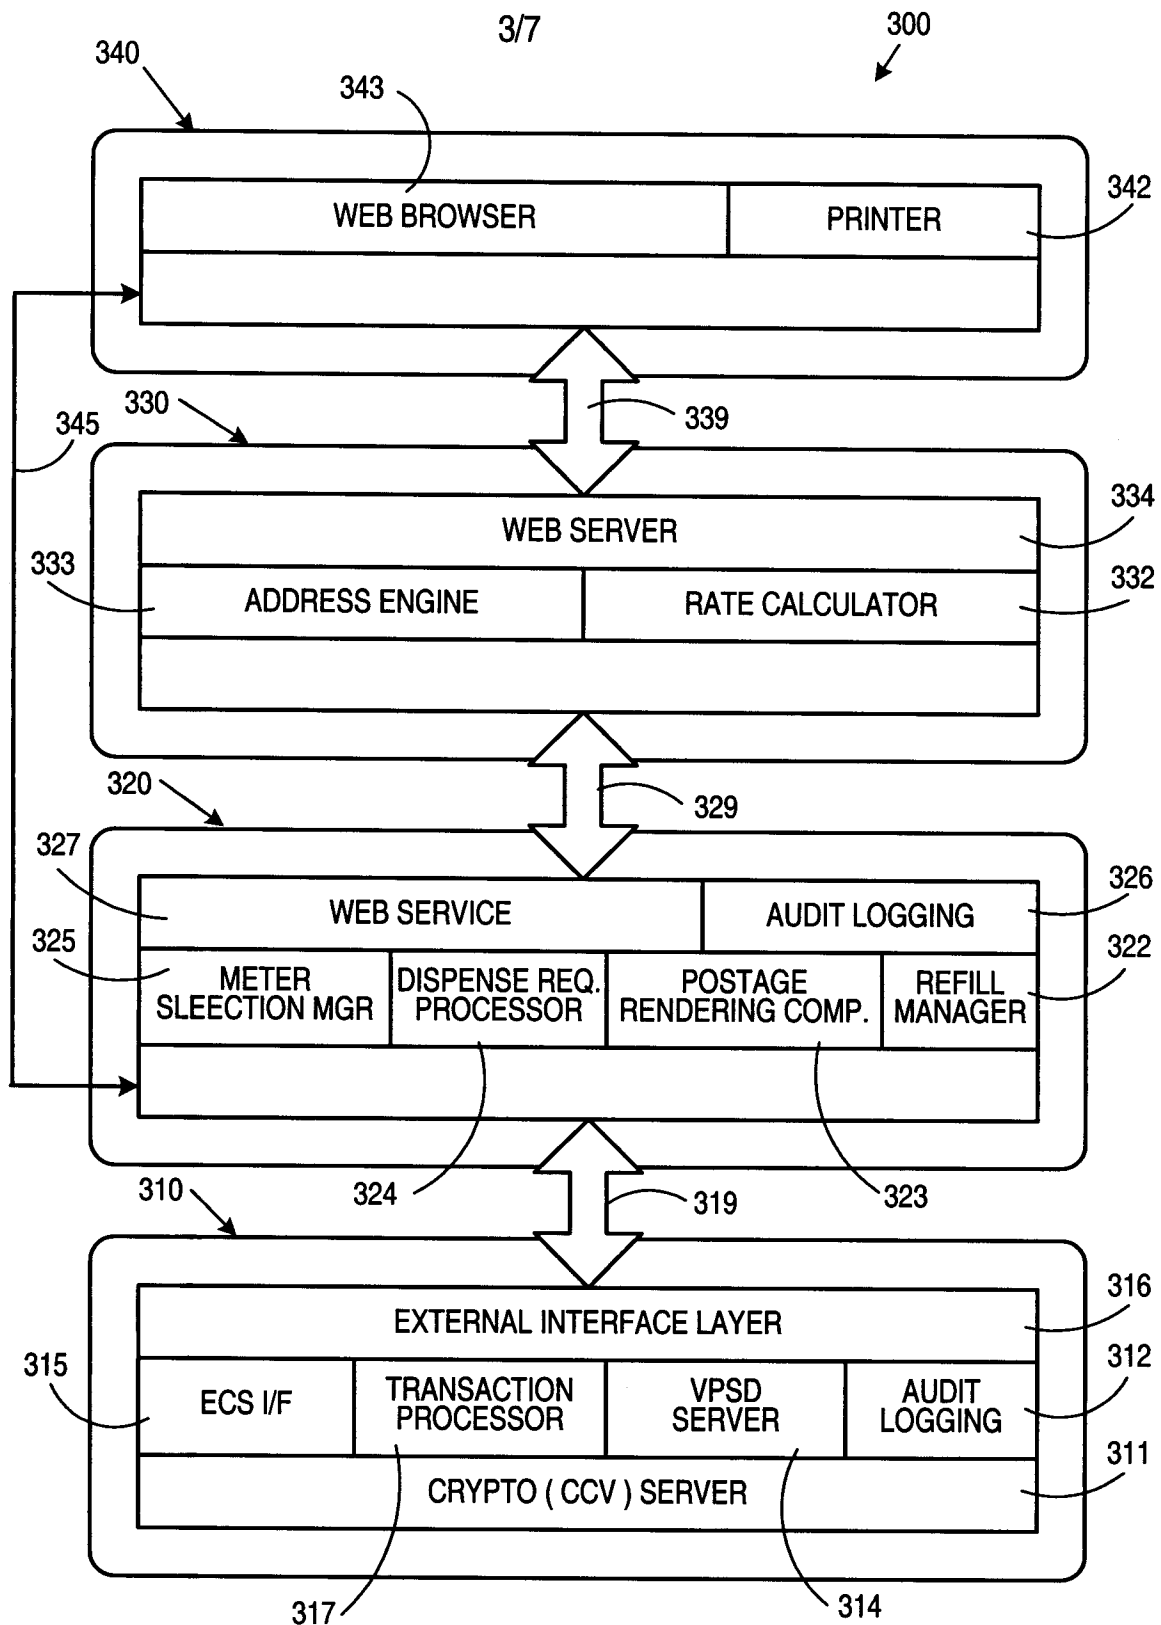 3/7
300
340
343
WEB BROWSER
PRINTER
342
339
330
345
WEB SERVER
334
333
ADDRESS ENGINE
RATE CALCULATOR
332
329
320
327
WEB SERVICE
AUDIT LOGGING
326
325
METER
SLEECTION MGR
DISPENSE REQ.
PROCESSOR
POSTAGE
RENDERING COMP.
REFILL
MANAGER
322
324
319
323
310
EXTERNAL INTERFACE LAYER
316
315
ECS I/F
TRANSACTION
PROCESSOR
VPSD
SERVER
AUDIT
LOGGING
312
CRYPTO ( CCV ) SERVER
311
317
314